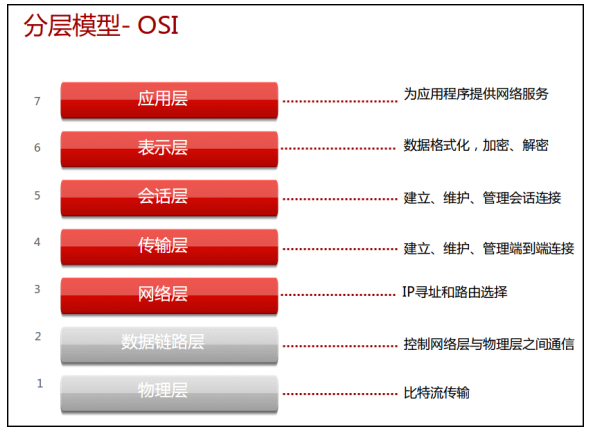 分层模型- OSI
7 应用层 为应用程序提供网络服务
6 表示层 数据格式化，加密、解密
5 会话层 建立、维护、管理会话连接
4 传输层 建立、维护、管理端到端连接
3 网络层 IP寻址和路由选择
2 数据链路层 控制网络层与物理层之间通信
1 物理层 比特流传输